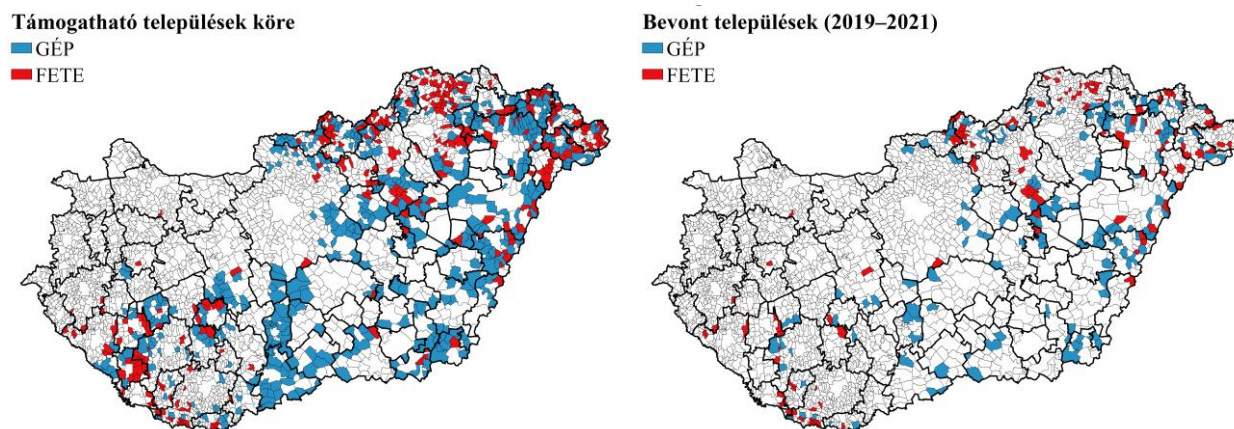 Támogatható települések köre
GÉP
FETE
Bevont települések (2019–2021)
GÉP
FETE